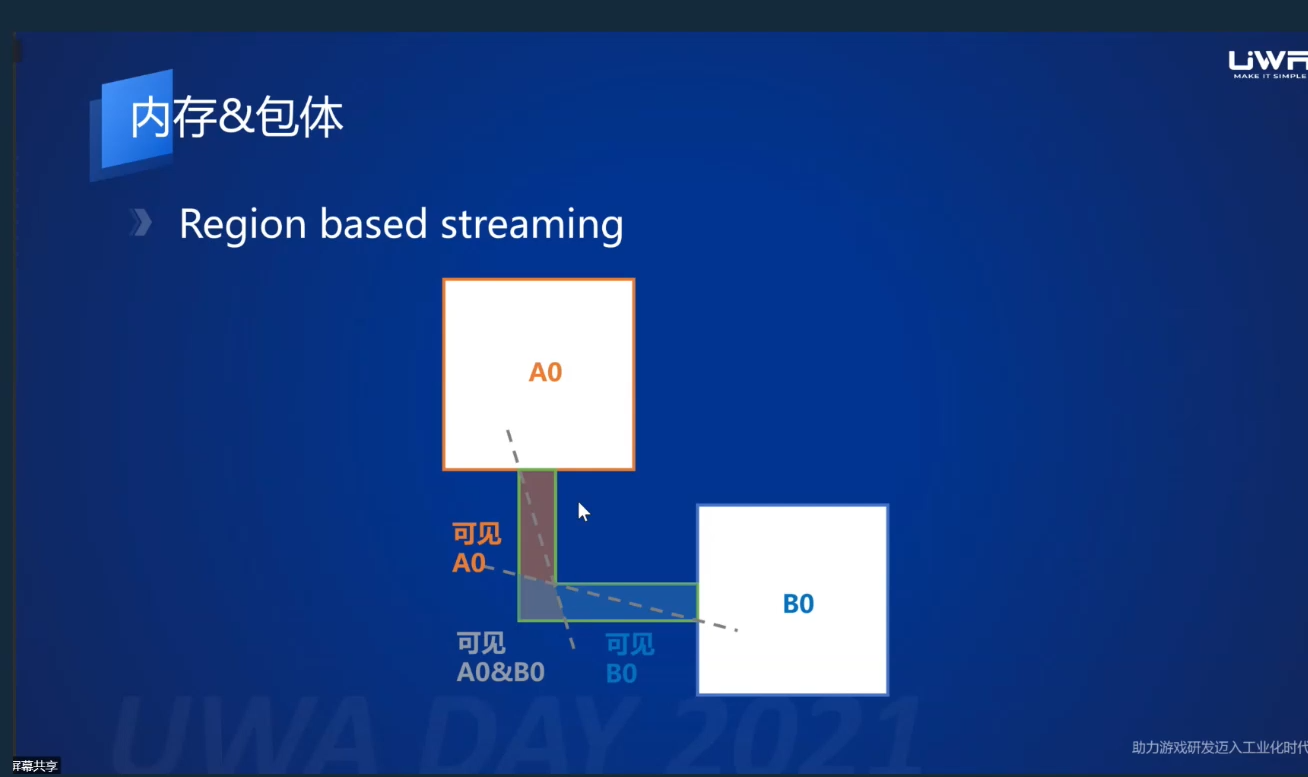 UWA
MAKE IT SIMPLE
内存&包体
Region based streaming
A0
可见
A0
B0
可见
A0&B0
可见
B0
UWA DAY 2021
助力游戏研发迈入工业化时代
屏幕共享